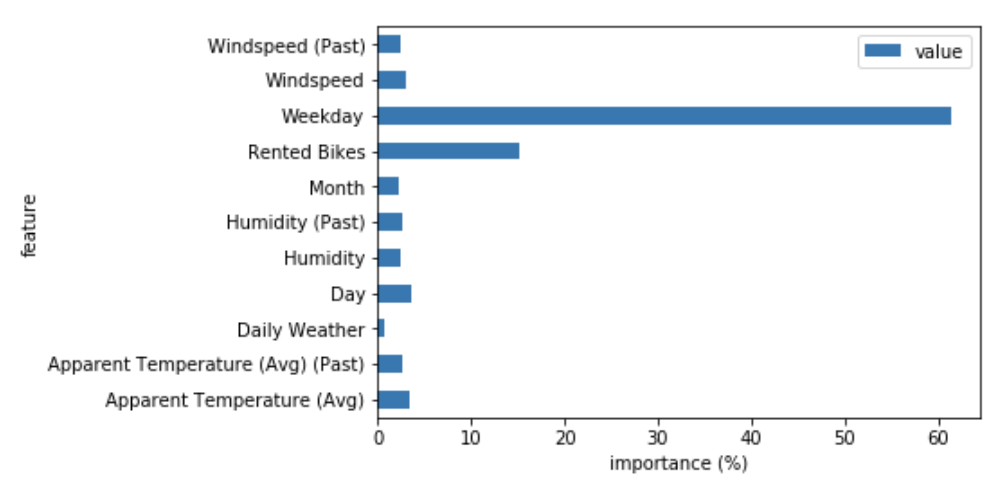 Windspeed (Past)
Windspeed
Weekday
Rented Bikes
Month
Humidity (Past)
Humidity
Day
Daily Weather
Apparent Temperature (Avg) (Past)
Apparent Temperature (Avg)
feature
value
0 10 20 30 40 50 60
importance (%)